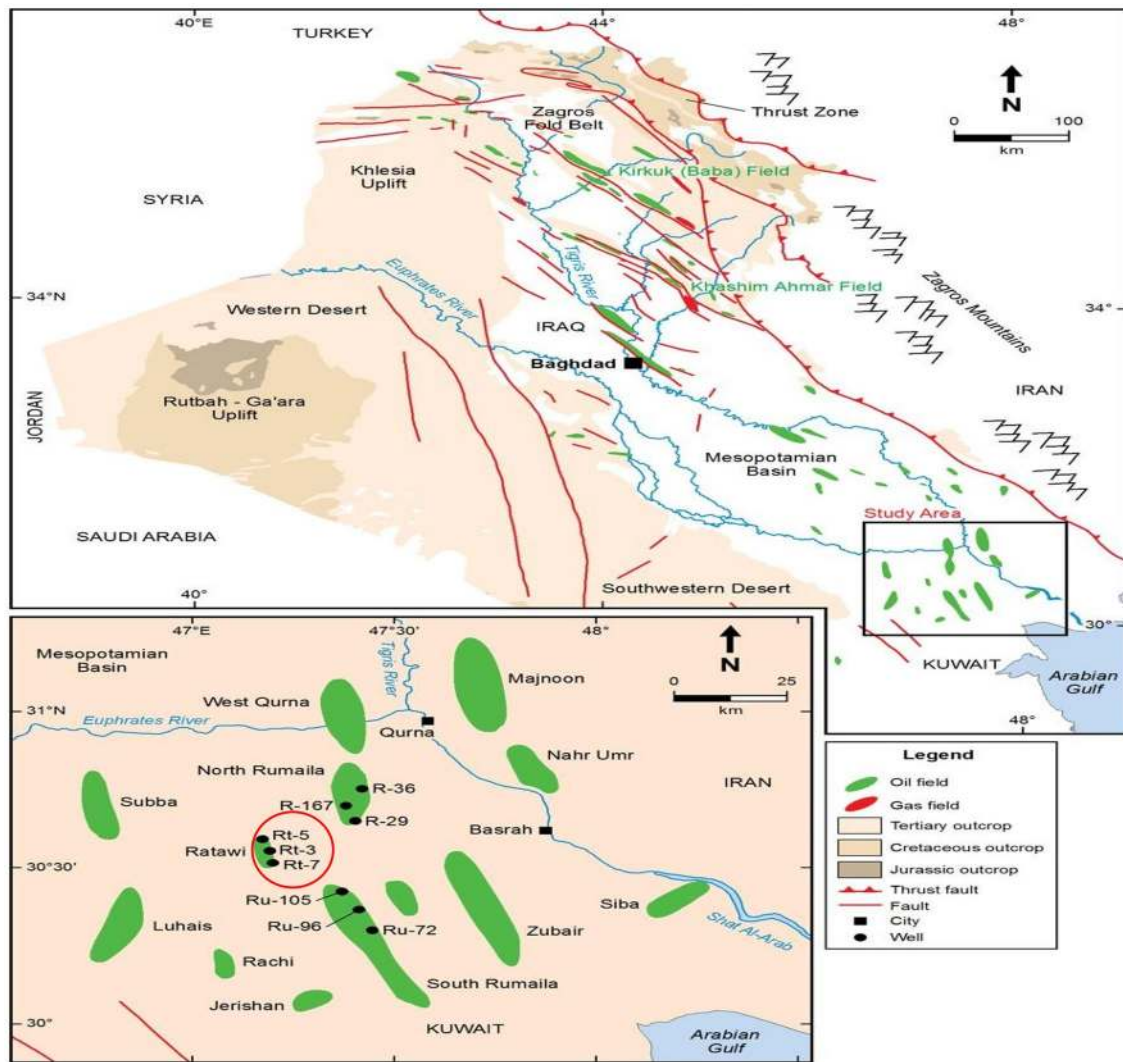 40°E
44°
48°
TURKEY
N
0 100
km
Thrust Zone
Zagros
Fold Belt
Khlesia
Uplift
Kirkuk (Baba) Field
SYRIA
Euphrates River
Tigris River
Khashim Ahmar Field
Zagros Mountains
34°N
34°
Western Desert
IRAQ
Baghdad
IRAN
JORDAN
Rutbah - Ga'ara
Uplift
Mesopotamian
Basin
Study Area
SAUDI ARABIA
40°
Southwestern Desert
30°
KUWAIT
Arabian
Gulf
48°
47°E
47°30'
48°
Mesopotamian
Basin
Tigris River
N
0 25
km
Majnoon
West Qurna
31°N
Euphrates River
Qurna
Nahr Umr
North Rumaila
IRAN
R-36
Subba
R-167
R-29
Basrah
Rt-5
Ratawi
Rt-3
Rt-7
30°30'
Ru-105
Siba
Luhais
Ru-96
Ru-72
Zubair
Shat Al-Arab
Rachi
South Rumaila
Jerishan
30°
KUWAIT
Arabian
Gulf
Legend
Oil field
Gas field
Tertiary outcrop
Cretaceous outcrop
Jurassic outcrop
Thrust fault
Fault
City
Well